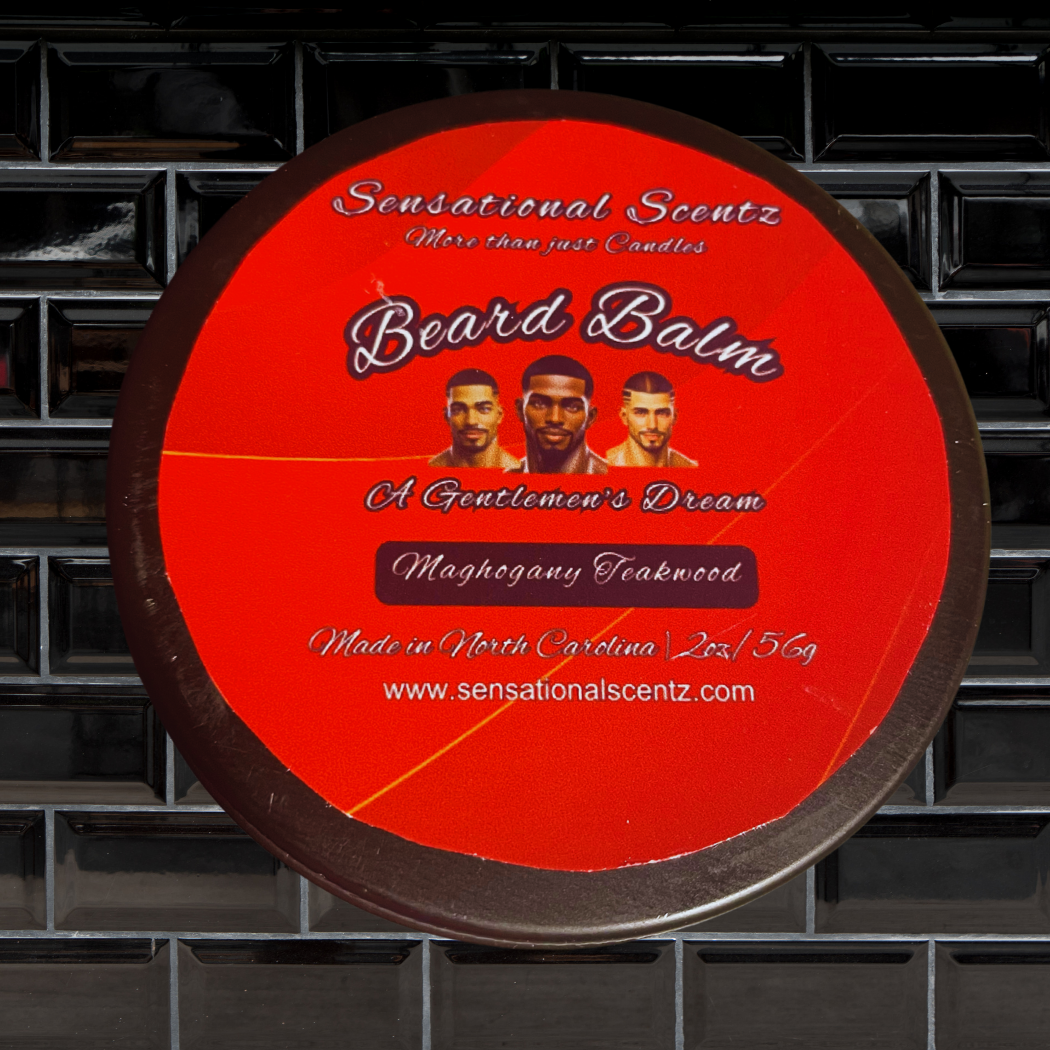 Sensational Scentz
More than just Candles
Beard Balm
A Gentlemen's Dream
Maghogany Teakwood
Made in North Carolina | 2oz/56g
www.sensationalscentz.com